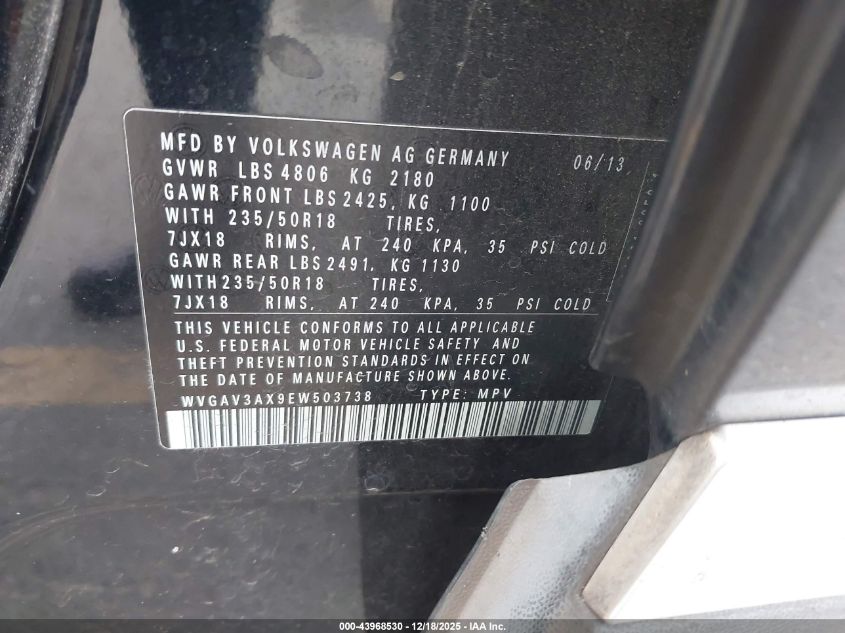 MFD BY VOLKSWAGEN AG GERMANY 06/13
GVWR LBS 4806 KG 2180
GAWR FRONT LBS 2425, KG 1100
WITH 235/50R18 TIRES,
7JX18 RIMS, AT 240 KPA, 35 PSI COLD
GAWR REAR LBS 2491, KG 1130
WITH 235/50R18 TIRES,
7JX18 RIMS, AT 240 KPA, 35 PSI COLD
THIS VEHICLE CONFORMS TO ALL APPLICABLE
U.S. FEDERAL MOTOR VEHICLE SAFETY AND
THEFT PREVENTION STANDARDS IN EFFECT ON
THE DATE OF MANUFACTURE SHOWN ABOVE.
WVGAV3AX9EW503738 TYPE: MPV
000-43968530 - 12/18/2025 - IAA Inc.